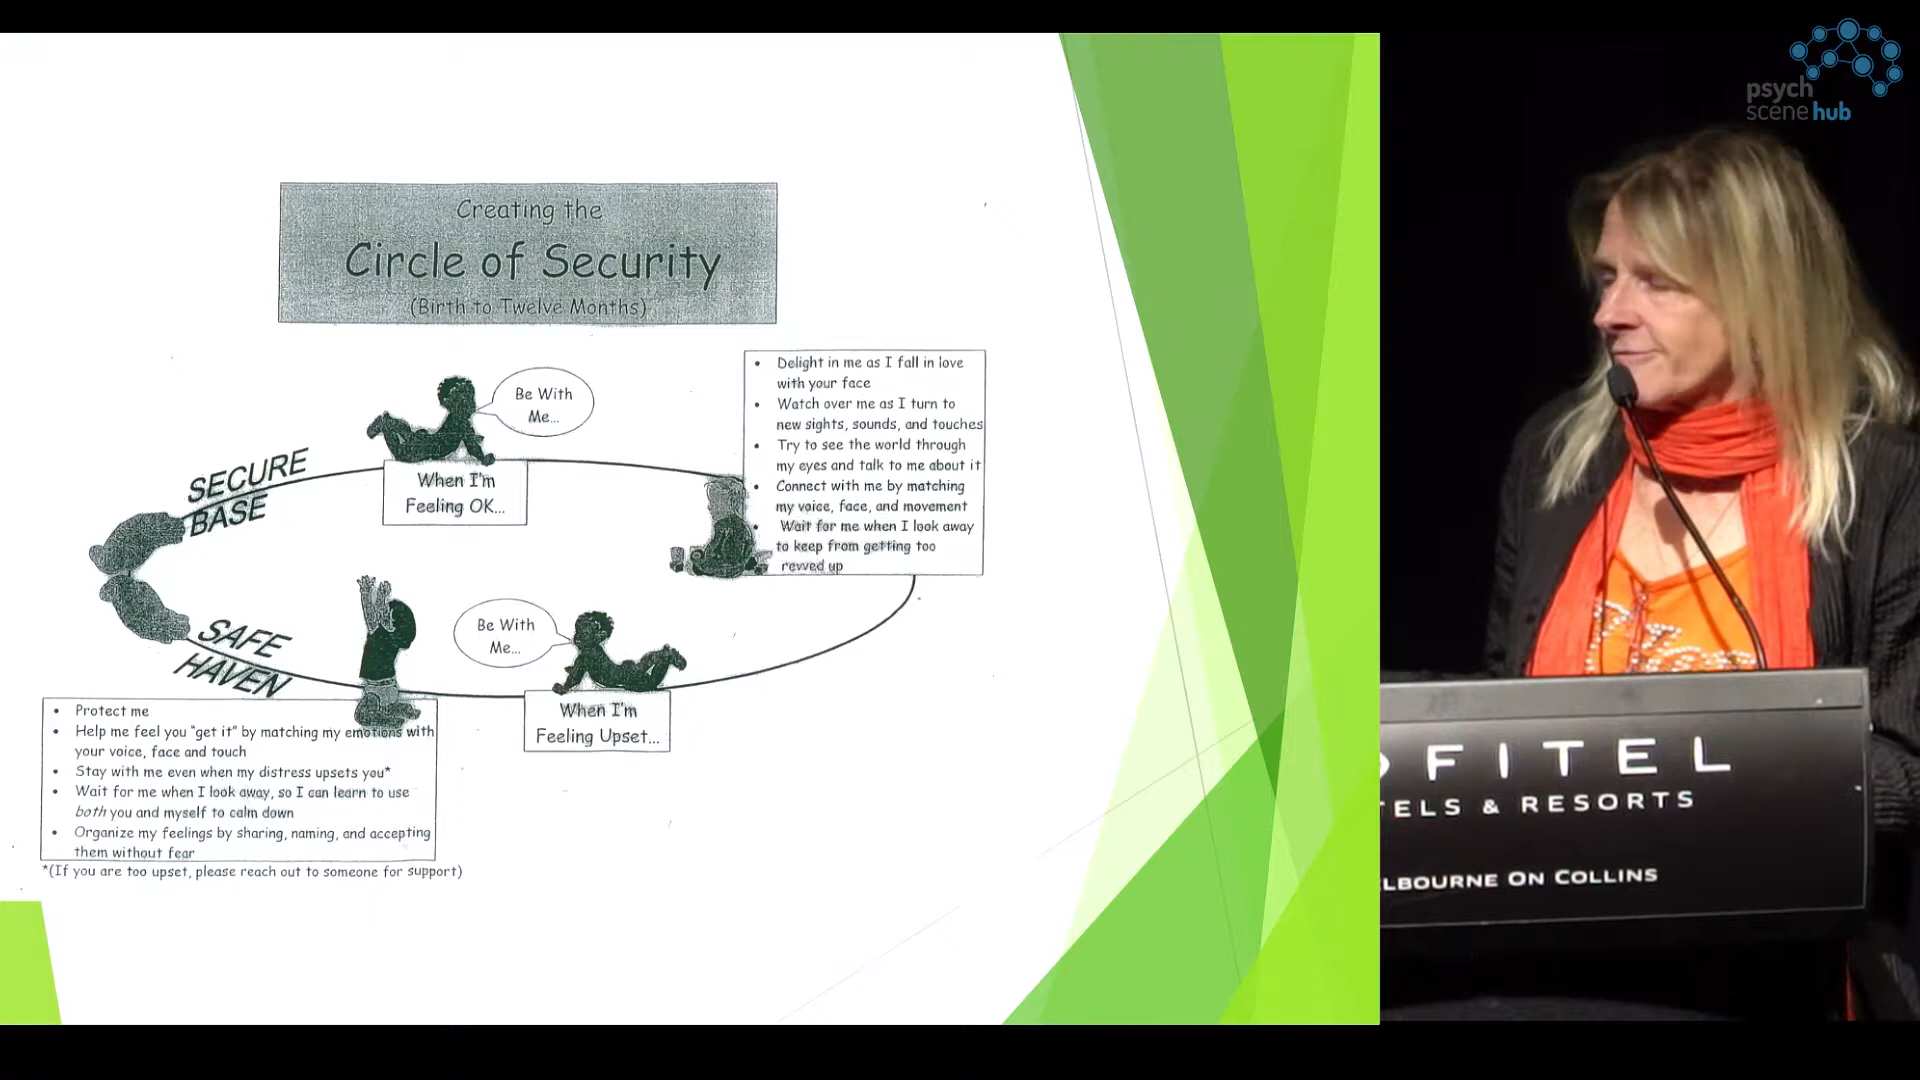 Creating the
Circle of Security
(Birth to Twelve Months)
Be With
Me...
When I'm
Feeling OK...
SECURE
BASE
• Delight in me as I fall in love
with your face
• Watch over me as I turn to
new sights, sounds, and touches
• Try to see the world through
my eyes and talk to me about it
• Connect with me by matching
my voice, face, and movement
• Wait for me when I look away
to keep from getting too
revved up
SAFE
HAVEN
Be With
Me...
When I'm
Feeling Upset...
• Protect me
• Help me feel you "get it" by matching my emotions with
your voice, face and touch
• Stay with me even when my distress upsets you*
• Wait for me when I look away, so I can learn to use
both you and myself to calm down
• Organize my feelings by sharing, naming, and accepting
them without fear
*(If you are too upset, please reach out to someone for support)
psych
scene hub
OFITEL
TELS & RESORTS
LBOURNE ON COLLINS